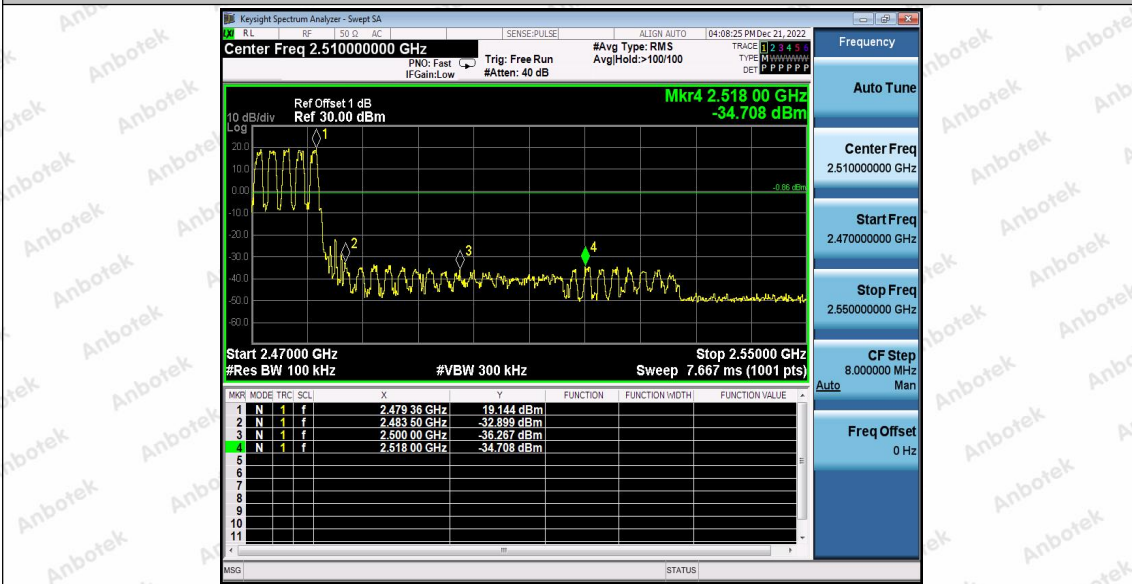 Keysight Spectrum Analyzer - Swept SA
LXI RL RF 50 Ω AC SENSE:PULSE ALIGN AUTO 04:08:25 PM Dec 21, 2022
Center Freq 2.510000000 GHz
PNO: Fast
IFGain:Low
Trig: Free Run
#Atten: 40 dB
#Avg Type: RMS
Avg|Hold:>100/100
TRACE 1 2 3 4 5 6
TYPE M WWWWW
DET P P P P P P
Frequency
Auto Tune
Center Freq
2.510000000 GHz
Start Freq
2.470000000 GHz
Stop Freq
2.550000000 GHz
CF Step
8.000000 MHz
Auto Man
Freq Offset
0 Hz
Mkr4 2.518 00 GHz
-34.708 dBm
Ref Offset 1 dB
10 dB/div Ref 30.00 dBm
Log
20.0
10.0
0.00
-10.0
-20.0
-30.0
-40.0
-50.0
-60.0
1
2
3
4
-0.86 dBm
Start 2.47000 GHz Stop 2.55000 GHz
#Res BW 100 kHz #VBW 300 kHz Sweep 7.667 ms (1001 pts)
MKR MODE TRC SCL X Y FUNCTION FUNCTION WIDTH FUNCTION VALUE
1 N 1 f 2.479 36 GHz 19.144 dBm
2 N 1 f 2.483 50 GHz -32.899 dBm
3 N 1 f 2.500 00 GHz -36.267 dBm
4 N 1 f 2.518 00 GHz -34.708 dBm
5
6
7
8
9
10
11
MSG STATUS
Anbotek